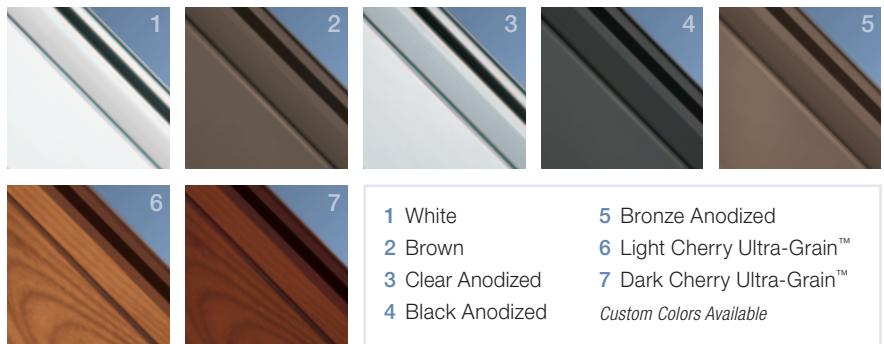 1
2
3
4
5
6
7
1 White
2 Brown
3 Clear Anodized
4 Black Anodized
5 Bronze Anodized
6 Light Cherry Ultra-Grain™
7 Dark Cherry Ultra-Grain™
Custom Colors Available